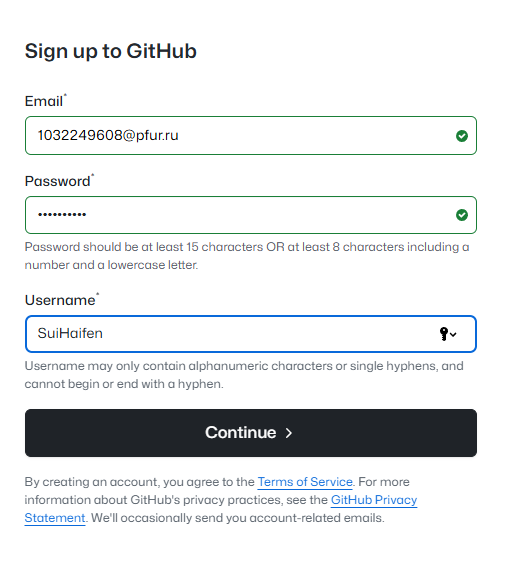 Sign up to GitHub
Email*
1032249608@pfur.ru
Password*
••••••••••
Password should be at least 15 characters OR at least 8 characters including a
number and a lowercase letter.
Username*
SuiHaifen
Username may only contain alphanumeric characters or single hyphens, and
cannot begin or end with a hyphen.
Continue
By creating an account, you agree to the Terms of Service. For more
information about GitHub's privacy practices, see the GitHub Privacy
Statement. We'll occasionally send you account-related emails.